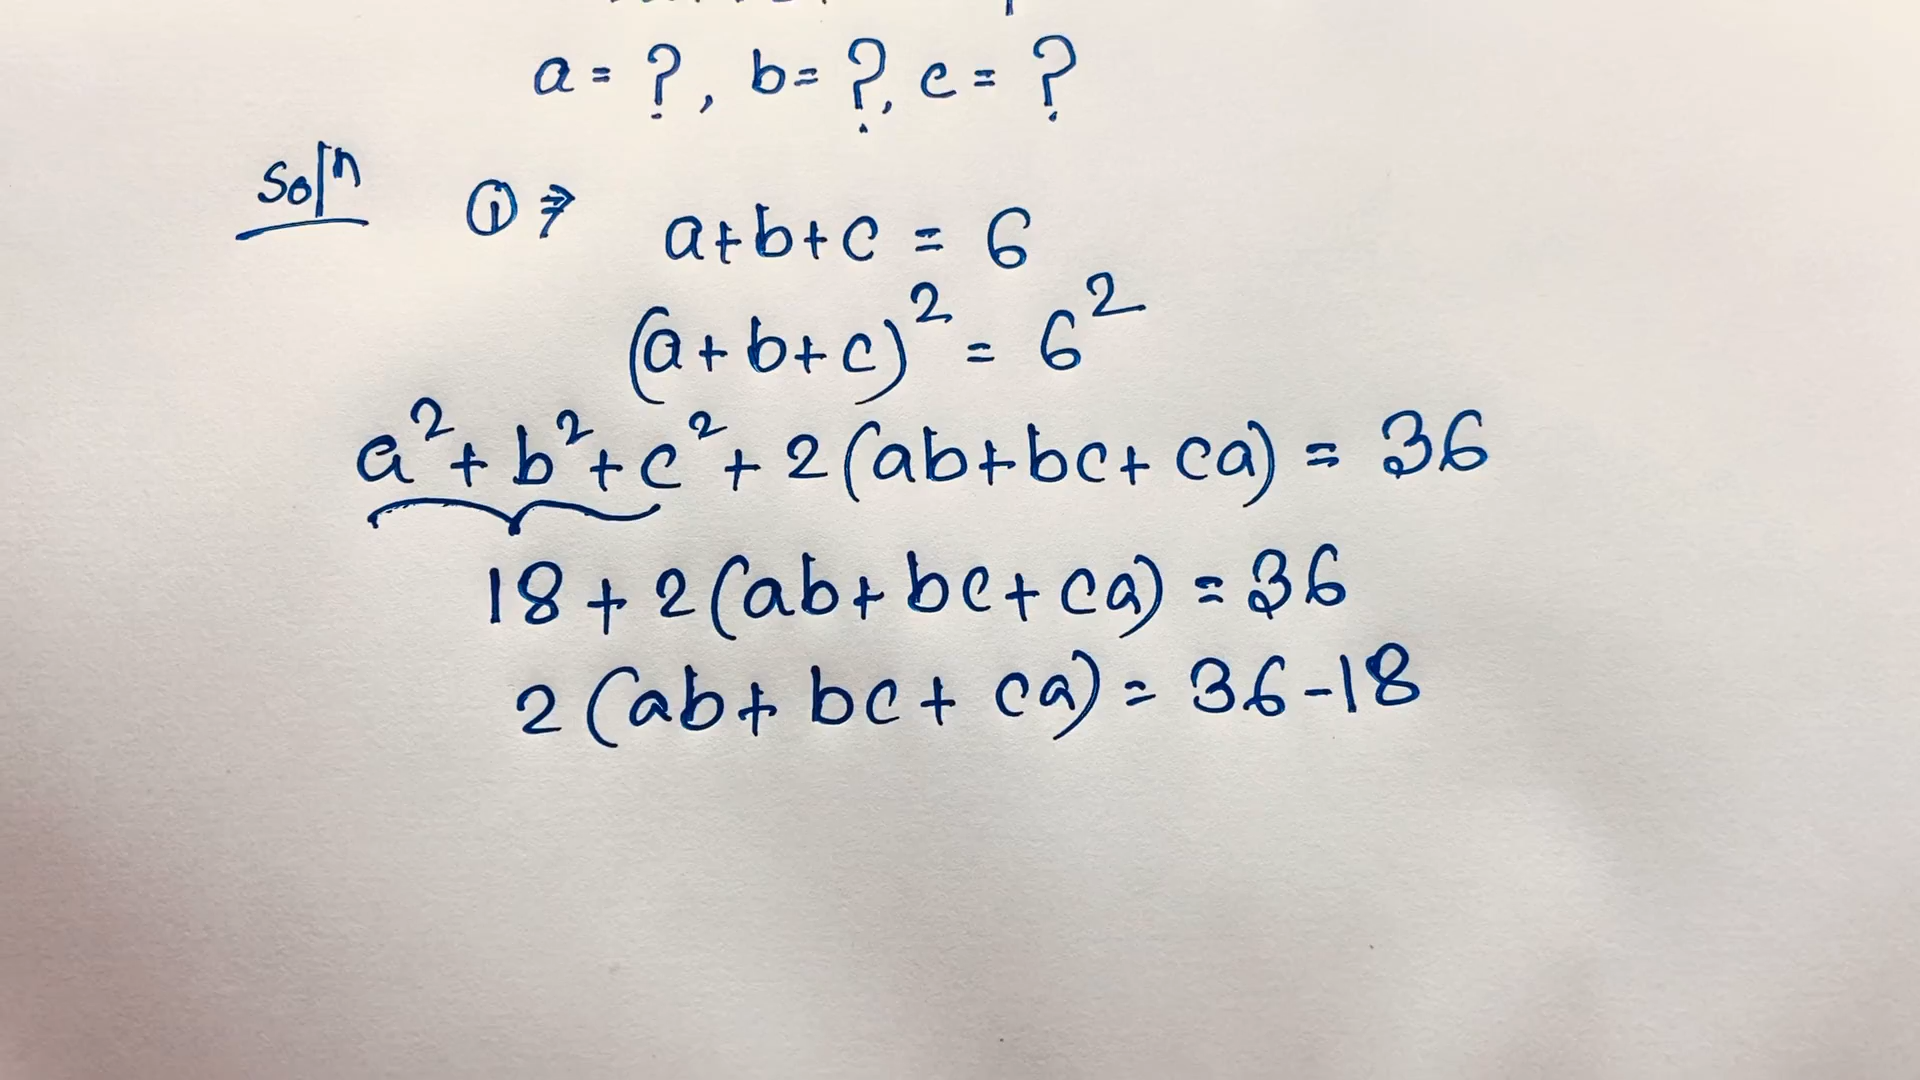 a = ?, b = ?, c = ?
Soln ① ⇒ a+b+c = 6
(a+b+c)² = 6²
a²+b²+c²+2(ab+bc+ca) = 36
18+2(ab+bc+ca) = 36
2(ab+bc+ca) = 36-18